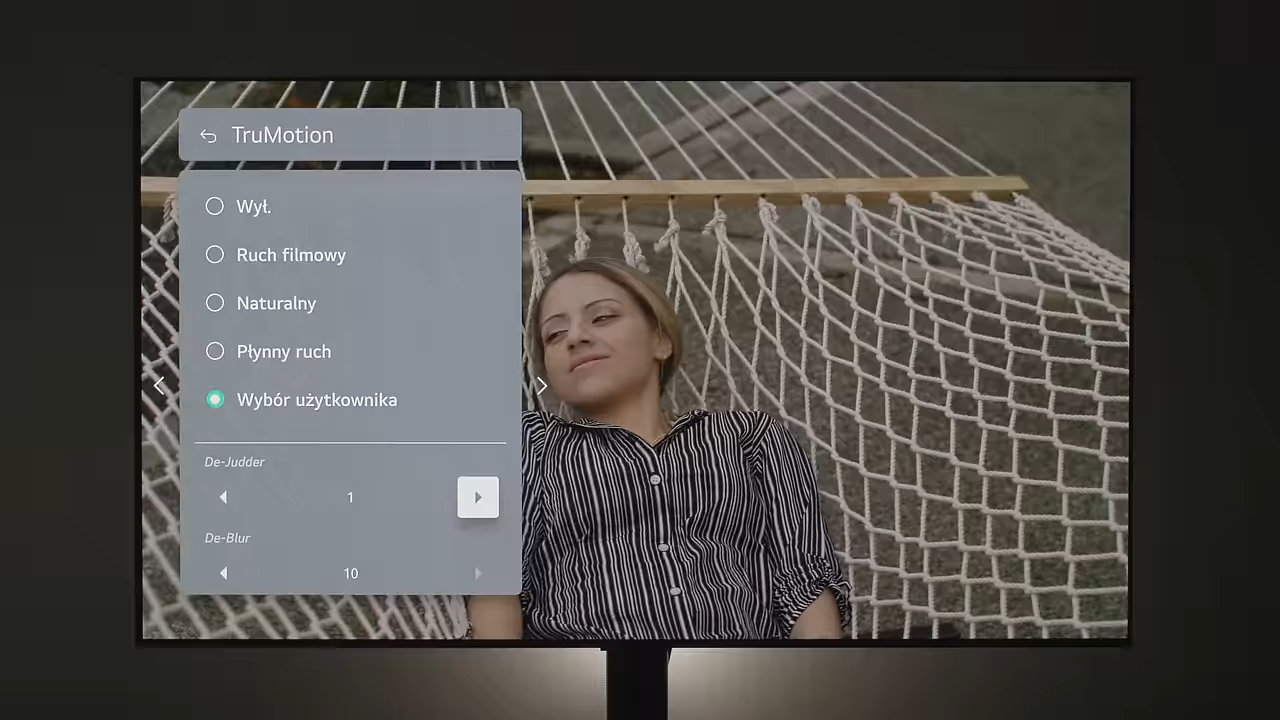 TruMotion
Wył.
Ruch filmowy
Naturalny
Płynny ruch
Wybór użytkownika
De-Judder
1
De-Blur
10